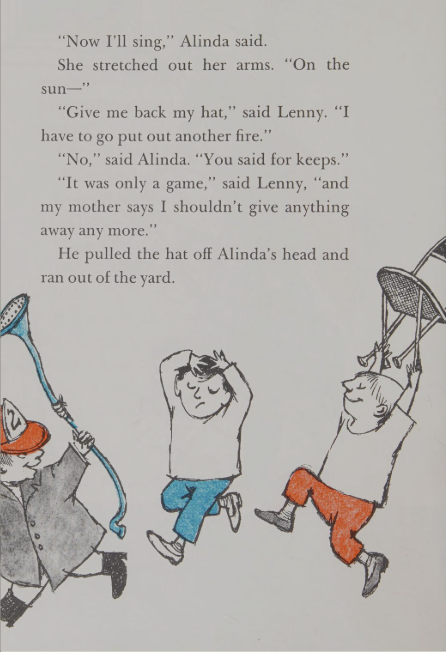 “Now I’ll sing,” Alinda said.
She stretched out her arms. “On the
sun—”
“Give me back my hat,” said Lenny. “I
have to go put out another fire.”
“No,” said Alinda. “You said for keeps.”
“It was only a game,” said Lenny, “and
my mother says I shouldn’t give anything
away any more.”
He pulled the hat off Alinda’s head and
ran out of the yard.
2